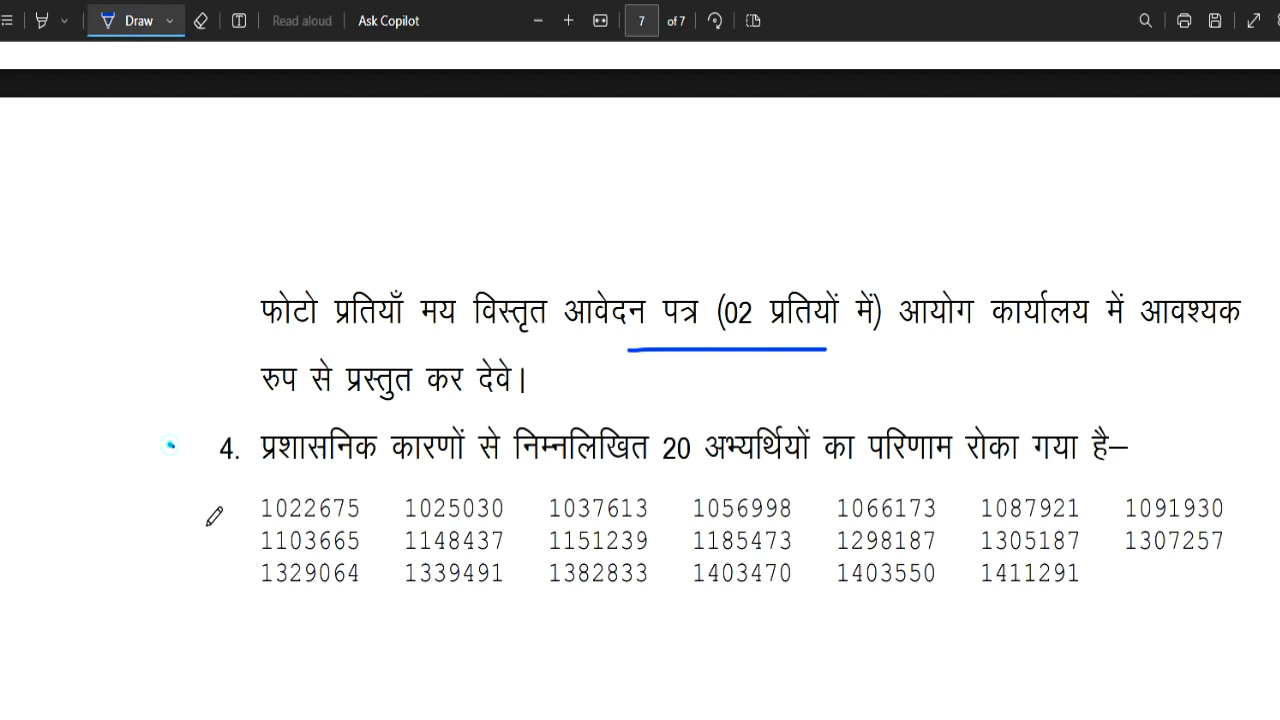 Draw Read aloud Ask Copilot 7 of 7
फोटो प्रतियाँ मय विस्तृत आवेदन पत्र (02 प्रतियों में) आयोग कार्यालय में आवश्यक
रुप से प्रस्तुत कर देवे।
4. प्रशासनिक कारणों से निम्नलिखित 20 अभ्यर्थियों का परिणाम रोका गया है–
1022675 1025030 1037613 1056998 1066173 1087921 1091930
1103665 1148437 1151239 1185473 1298187 1305187 1307257
1329064 1339491 1382833 1403470 1403550 1411291